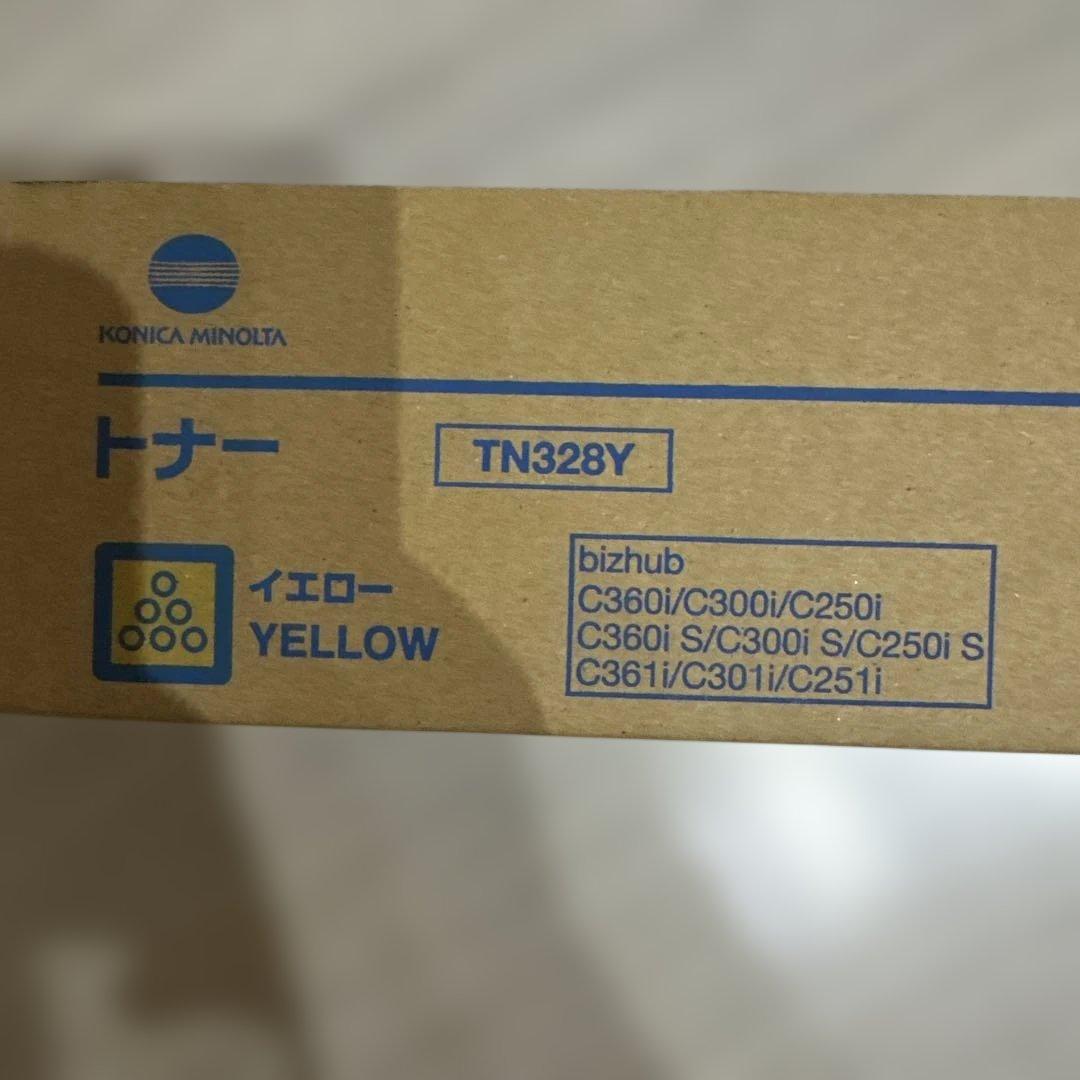 KONICA MINOLTA
トナー
TN328Y
イエロー
YELLOW
bizhub
C360i/C300i/C250i
C360i S/C300i S/C250i S
C361i/C301i/C251i